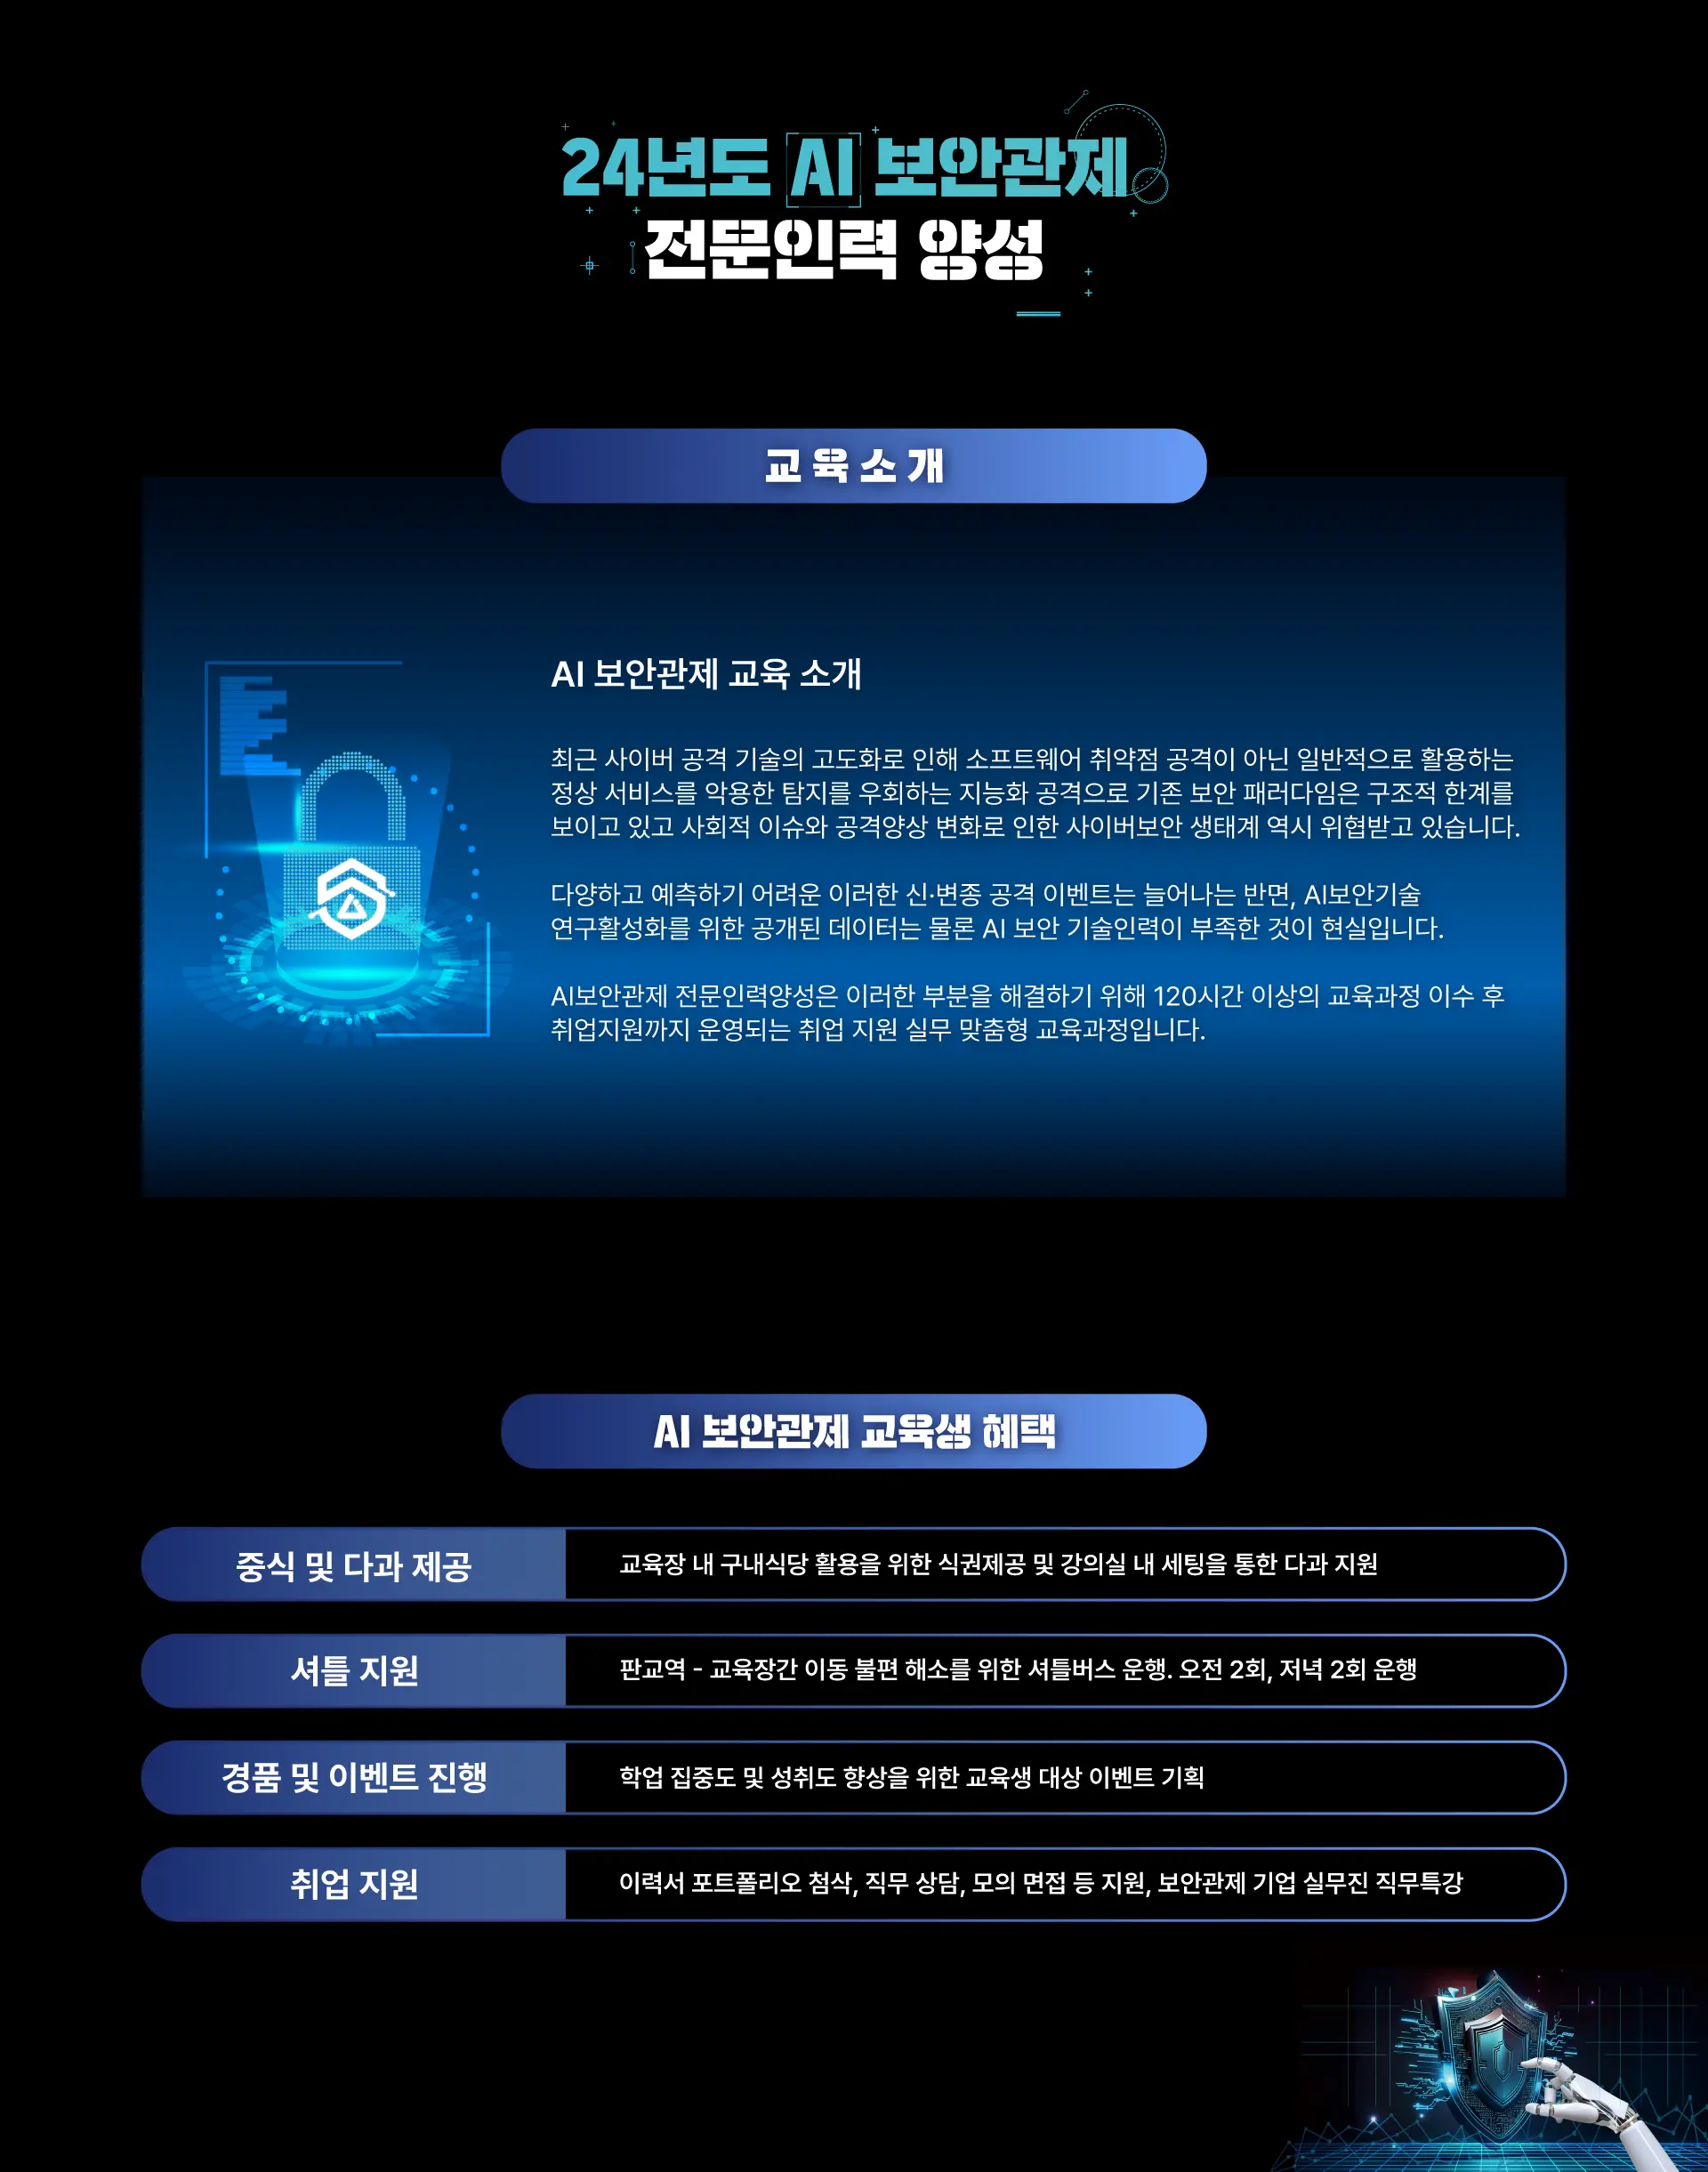 24년도 AI 보안관제
전문인력 양성
교육소개
AI 보안관제 교육 소개
최근 사이버 공격 기술의 고도화로 인해 소프트웨어 취약점 공격이 아닌 일반적으로 활용하는
정상 서비스를 악용한 탐지를 우회하는 지능화 공격으로 기존 보안 패러다임은 구조적 한계를
보이고 있고 사회적 이슈와 공격양상 변화로 인한 사이버보안 생태계 역시 위협받고 있습니다.
다양하고 예측하기 어려운 이러한 신·변종 공격 이벤트는 늘어나는 반면, AI보안기술
연구활성화를 위한 공개된 데이터는 물론 AI 보안 기술인력이 부족한 것이 현실입니다.
AI보안관제 전문인력양성은 이러한 부분을 해결하기 위해 120시간 이상의 교육과정 이수 후
취업지원까지 운영되는 취업 지원 실무 맞춤형 교육과정입니다.
AI 보안관제 교육생 혜택
중식 및 다과 제공
교육장 내 구내식당 활용을 위한 식권제공 및 강의실 내 세팅을 통한 다과 지원
셔틀 지원
판교역 - 교육장간 이동 불편 해소를 위한 셔틀버스 운행. 오전 2회, 저녁 2회 운행
경품 및 이벤트 진행
학업 집중도 및 성취도 향상을 위한 교육생 대상 이벤트 기획
취업 지원
이력서 포트폴리오 첨삭, 직무 상담, 모의 면접 등 지원, 보안관제 기업 실무진 직무특강